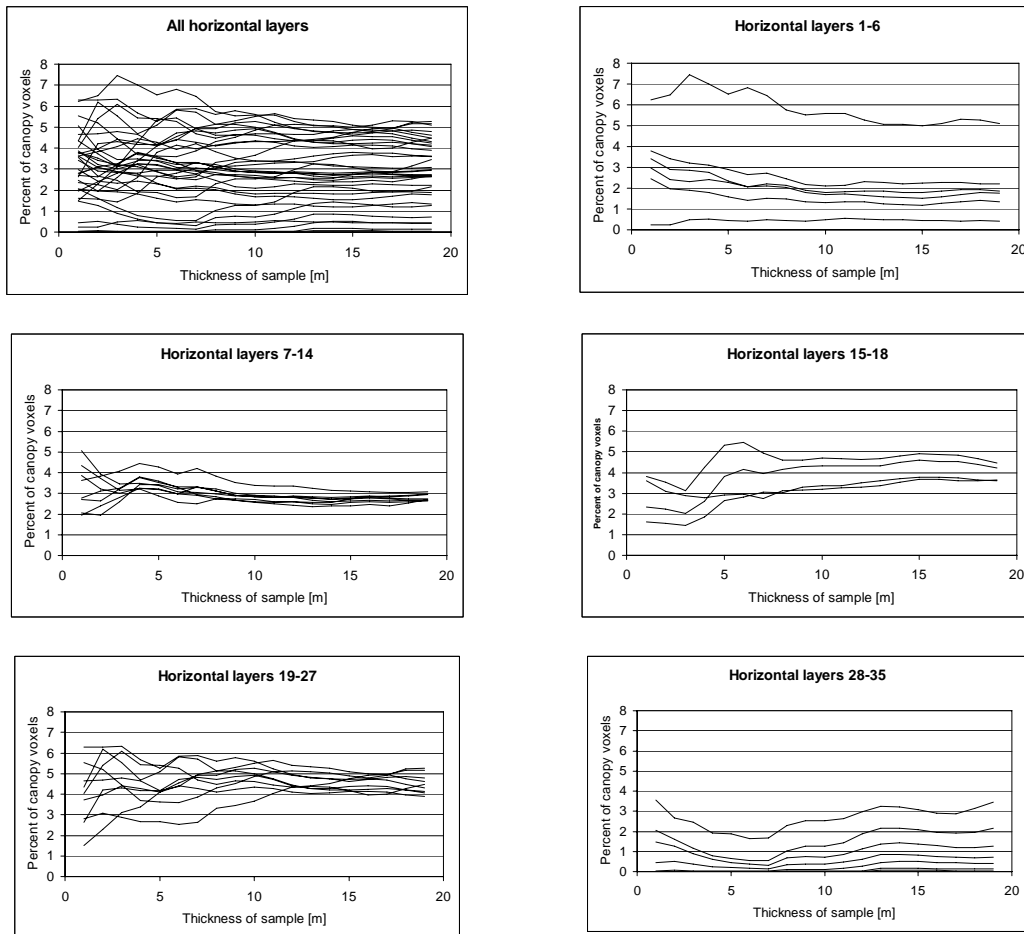 All horizontal layers
Percent of canopy voxels
8
7
6
5
4
3
2
1
0
0 5 10 15 20
Thickness of sample [m]
Horizontal layers 1-6
Percent of canopy voxels
8
7
6
5
4
3
2
1
0
0 5 10 15 20
Thickness of sample [m]
Horizontal layers 7-14
Percent of canopy voxels
8
7
6
5
4
3
2
1
0
0 5 10 15 20
Thickness of sample [m]
Horizontal layers 15-18
Percent of canopy voxels
8
7
6
5
4
3
2
1
0
0 5 10 15 20
Thickness of sample [m]
Horizontal layers 19-27
Percent of canopy voxels
8
7
6
5
4
3
2
1
0
0 5 10 15 20
Thickness of sample [m]
Horizontal layers 28-35
Percent of canopy voxels
8
7
6
5
4
3
2
1
0
0 5 10 15 20
Thickness of sample [m]